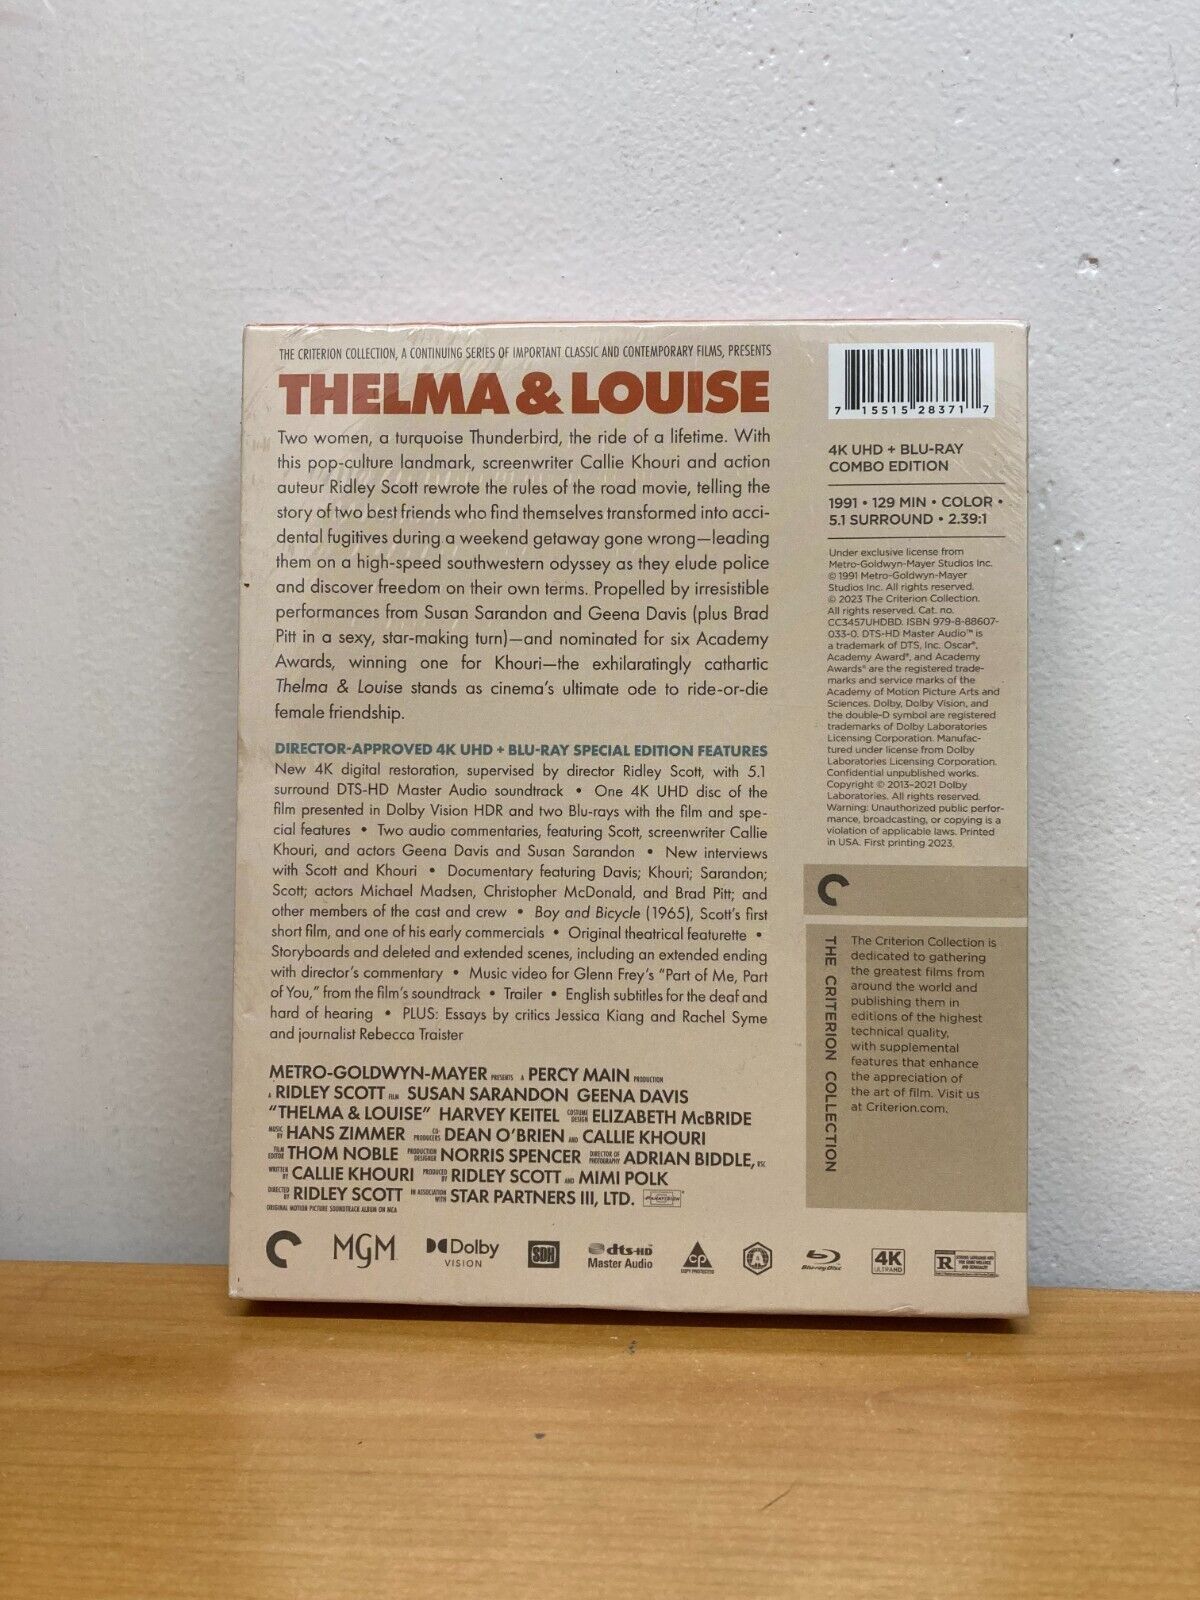 THE CRITERION COLLECTION, A CONTINUING SERIES OF IMPORTANT CLASSIC AND CONTEMPORARY FILMS, PRESENTS
THELMA & LOUISE
Two women, a turquoise Thunderbird, the ride of a lifetime. With
this pop-culture landmark, screenwriter Callie Khouri and action
auteur Ridley Scott rewrote the rules of the road movie, telling the
story of two best friends who find themselves transformed into acci-
dental fugitives during a weekend getaway gone wrong—leading
them on a high-speed southwestern odyssey as they elude police
and discover freedom on their own terms. Propelled by irresistible
performances from Susan Sarandon and Geena Davis (plus Brad
Pitt in a sexy, star-making turn)—and nominated for six Academy
Awards, winning one for Khouri—the exhilaratingly cathartic
Thelma & Louise stands as cinema's ultimate ode to ride-or-die
female friendship.
DIRECTOR-APPROVED 4K UHD + BLU-RAY SPECIAL EDITION FEATURES
New 4K digital restoration, supervised by director Ridley Scott, with 5.1
surround DTS-HD Master Audio soundtrack • One 4K UHD disc of the
film presented in Dolby Vision HDR and two Blu-rays with the film and spe-
cial features • Two audio commentaries, featuring Scott, screenwriter Callie
Khouri, and actors Geena Davis and Susan Sarandon • New interviews
with Scott and Khouri • Documentary featuring Davis; Khouri; Sarandon;
Scott; actors Michael Madsen, Christopher McDonald, and Brad Pitt; and
other members of the cast and crew • Boy and Bicycle (1965), Scott's first
short film, and one of his early commercials • Original theatrical featurette •
Storyboards and deleted and extended scenes, including an extended ending
with director's commentary • Music video for Glenn Frey's "Part of Me, Part
of You," from the film's soundtrack • Trailer • English subtitles for the deaf and
hard of hearing • PLUS: Essays by critics Jessica Kiang and Rachel Syme
and journalist Rebecca Traister
METRO-GOLDWYN-MAYER PRESENTS A PERCY MAIN PRODUCTION
A RIDLEY SCOTT FILM SUSAN SARANDON GEENA DAVIS
"THELMA & LOUISE" HARVEY KEITEL COSTUME DESIGN ELIZABETH McBRIDE
MUSIC BY HANS ZIMMER CO-PRODUCERS DEAN O'BRIEN AND CALLIE KHOURI
FILM EDITOR THOM NOBLE PRODUCTION DESIGNER NORRIS SPENCER DIRECTOR OF PHOTOGRAPHY ADRIAN BIDDLE, BSC
WRITTEN BY CALLIE KHOURI PRODUCED BY RIDLEY SCOTT AND MIMI POLK
DIRECTED BY RIDLEY SCOTT IN ASSOCIATION WITH STAR PARTNERS III, LTD. PANAVISION
ORIGINAL MOTION PICTURE SOUNDTRACK ALBUM ON MCA
MGM Dolby VISION SDH dts-HD Master Audio CP COPY PROTECTED A Blu-ray Disc 4K ULTRA HD R
7 15515 28371 7
4K UHD + BLU-RAY
COMBO EDITION
1991 • 129 MIN • COLOR •
5.1 SURROUND • 2.39:1
Under exclusive license from
Metro-Goldwyn-Mayer Studios Inc.
© 1991 Metro-Goldwyn-Mayer
Studios Inc. All rights reserved.
© 2023 The Criterion Collection.
All rights reserved. Cat. no.
CC3457UHDBD. ISBN 979-8-88607-
033-0. DTS-HD Master Audio™ is
a trademark of DTS, Inc. Oscar®,
Academy Award®, and Academy
Awards® are the registered trade-
marks and service marks of the
Academy of Motion Picture Arts and
Sciences. Dolby, Dolby Vision, and
the double-D symbol are registered
trademarks of Dolby Laboratories
Licensing Corporation. Manufac-
tured under license from Dolby
Laboratories Licensing Corporation.
Confidential unpublished works.
Copyright © 2013–2021 Dolby
Laboratories. All rights reserved.
Warning: Unauthorized public perfor-
mance, broadcasting, or copying is a
violation of applicable laws. Printed
in USA. First printing 2023.
THE CRITERION COLLECTION
The Criterion Collection is
dedicated to gathering
the greatest films from
around the world and
publishing them in
editions of the highest
technical quality,
with supplemental
features that enhance
the appreciation of
the art of film. Visit us
at Criterion.com.